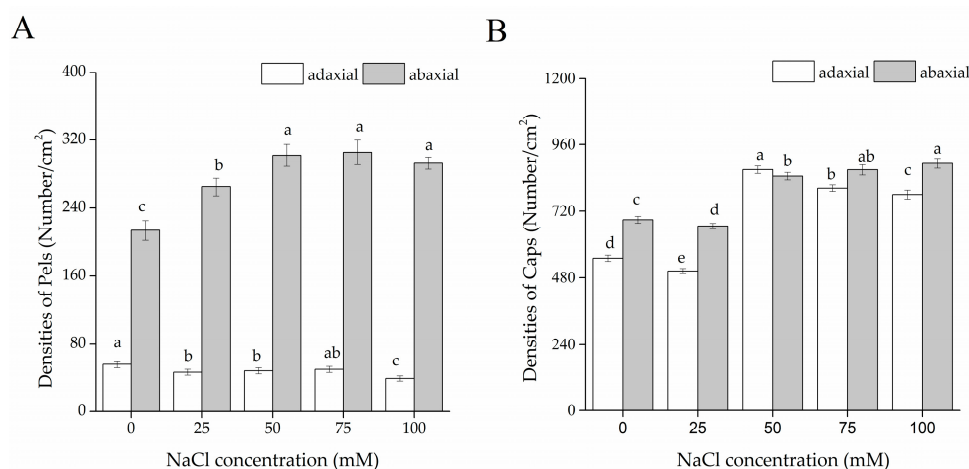 A
adaxial abaxial
Densities of Pels (Number/cm²)
400
320
240
160
80
0
a c b b b a ab a c a
0 25 50 75 100
NaCl concentration (mM)
B
adaxial abaxial
Densities of Caps (Number/cm²)
1200
960
720
480
240
0
d c e d a b b ab c a
0 25 50 75 100
NaCl concentration (mM)